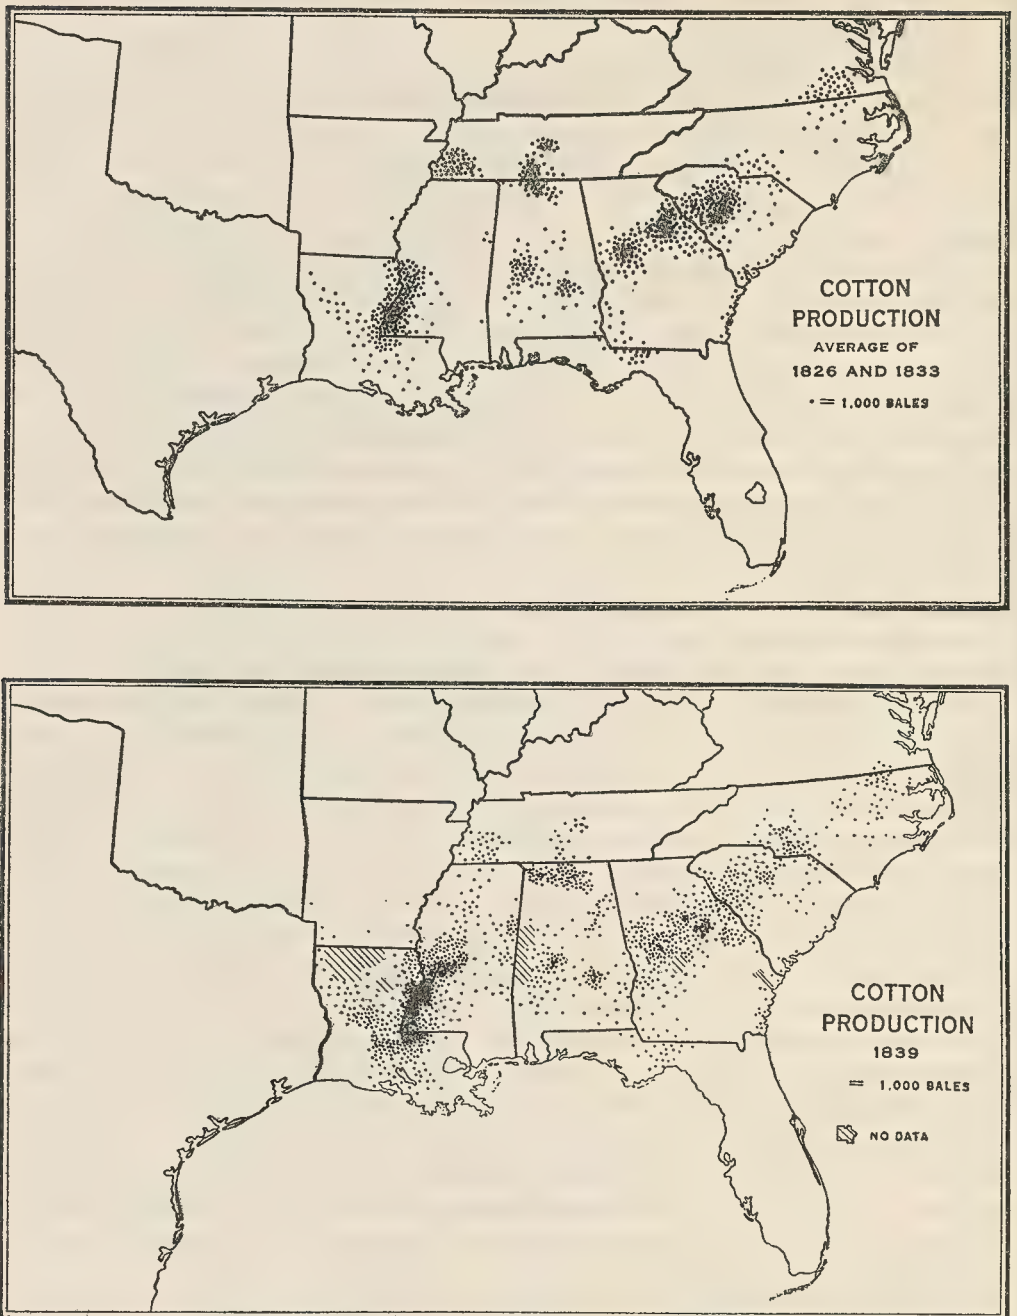 COTTON
PRODUCTION
AVERAGE OF
1826 AND 1833
• = 1,000 BALES
COTTON
PRODUCTION
1839
= 1,000 BALES
NO DATA